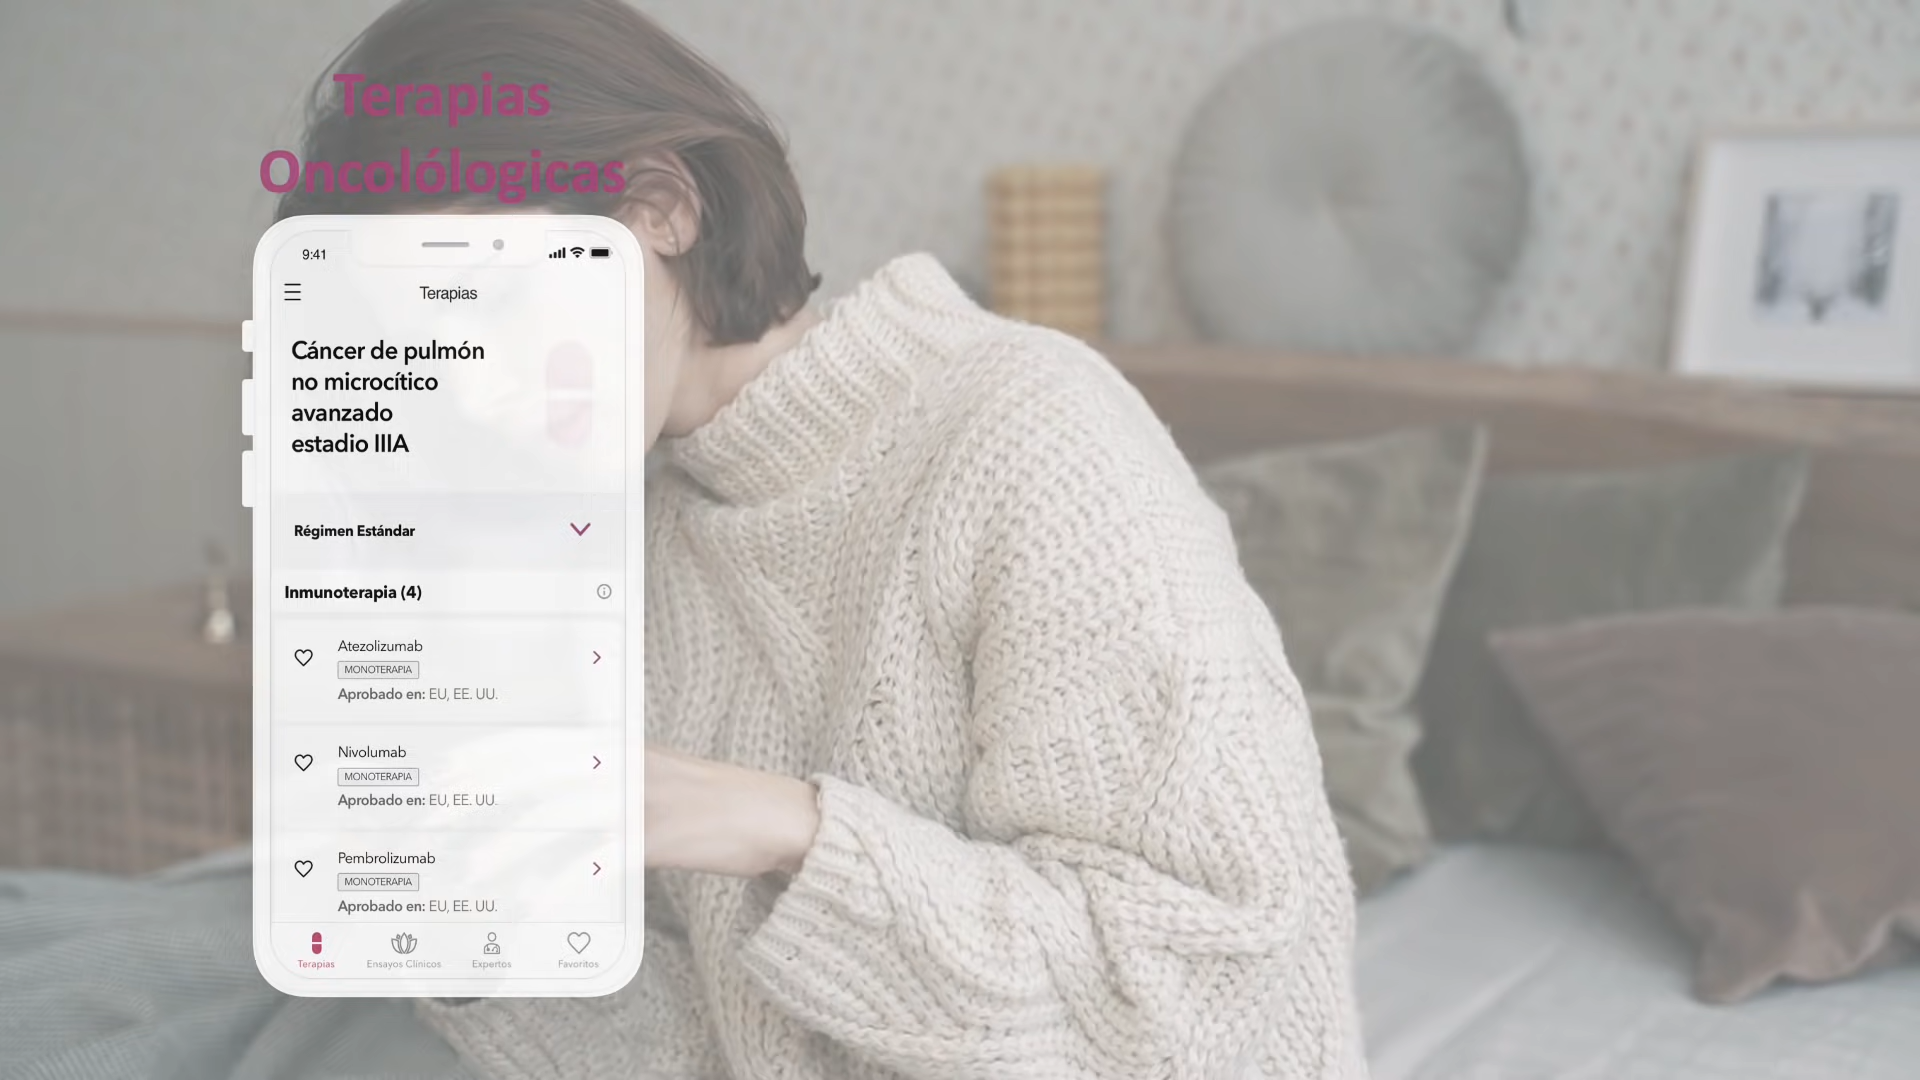 Terapias
Oncolólogicas
9:41
Terapias
Cáncer de pulmón
no microcítico
avanzado
estadio IIIA
Régimen Estándar
Inmunoterapia (4)
Atezolizumab
MONOTERAPIA
Aprobado en: EU, EE. UU.
Nivolumab
MONOTERAPIA
Aprobado en: EU, EE. UU.
Pembrolizumab
MONOTERAPIA
Aprobado en: EU, EE. UU.
Terapias Ensayos Clínicos Expertos Favoritos